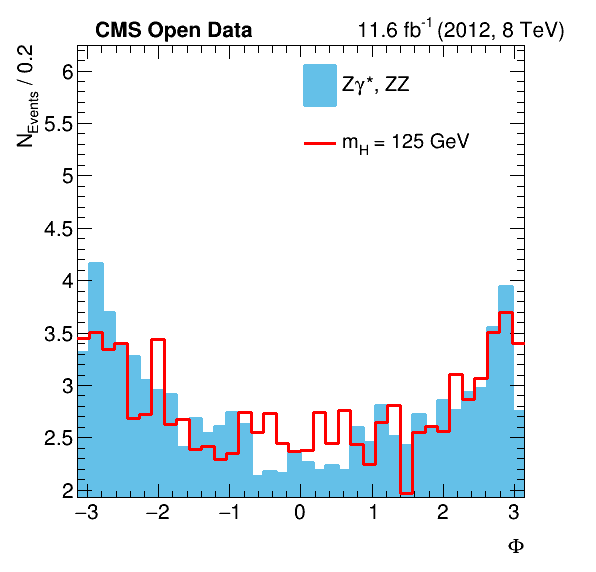 CMS Open Data 11.6 fb⁻¹ (2012, 8 TeV)
N_Events / 0.2
Zγ*, ZZ
m_H = 125 GeV
6
5.5
5
4.5
4
3.5
3
2.5
2
−3 −2 −1 0 1 2 3
Φ